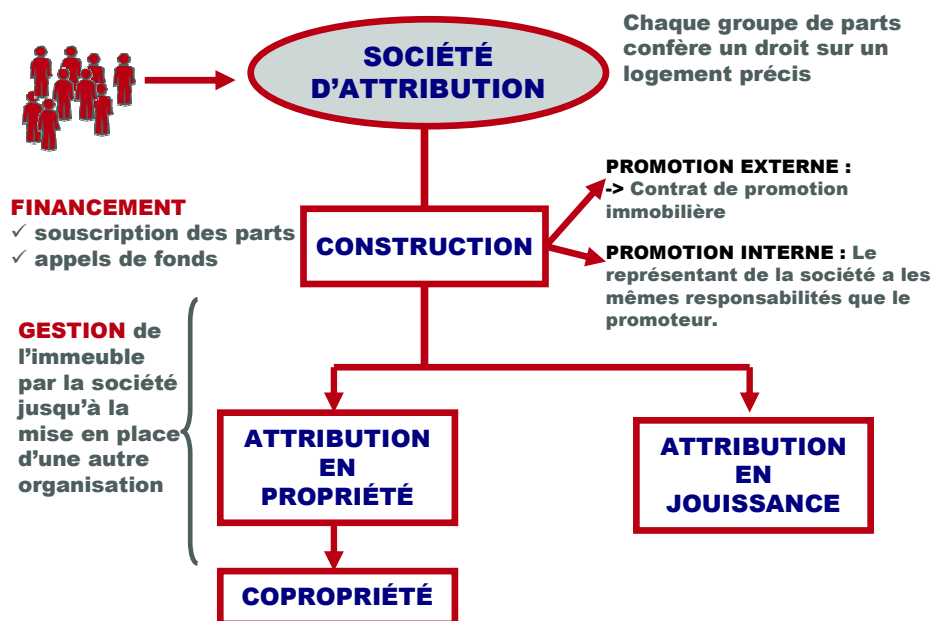 SOCIÉTÉ
D’ATTRIBUTION
Chaque groupe de parts
confère un droit sur un
logement précis
PROMOTION EXTERNE :
-> Contrat de promotion
immobilière
FINANCEMENT
✓ souscription des parts
✓ appels de fonds
CONSTRUCTION
PROMOTION INTERNE : Le
représentant de la société a les
mêmes responsabilités que le
promoteur.
GESTION de
l’immeuble
par la société
jusqu’à la
mise en place
d’une autre
organisation
ATTRIBUTION
EN
PROPRIÉTÉ
ATTRIBUTION
EN
JOUISSANCE
COPROPRIÉTÉ